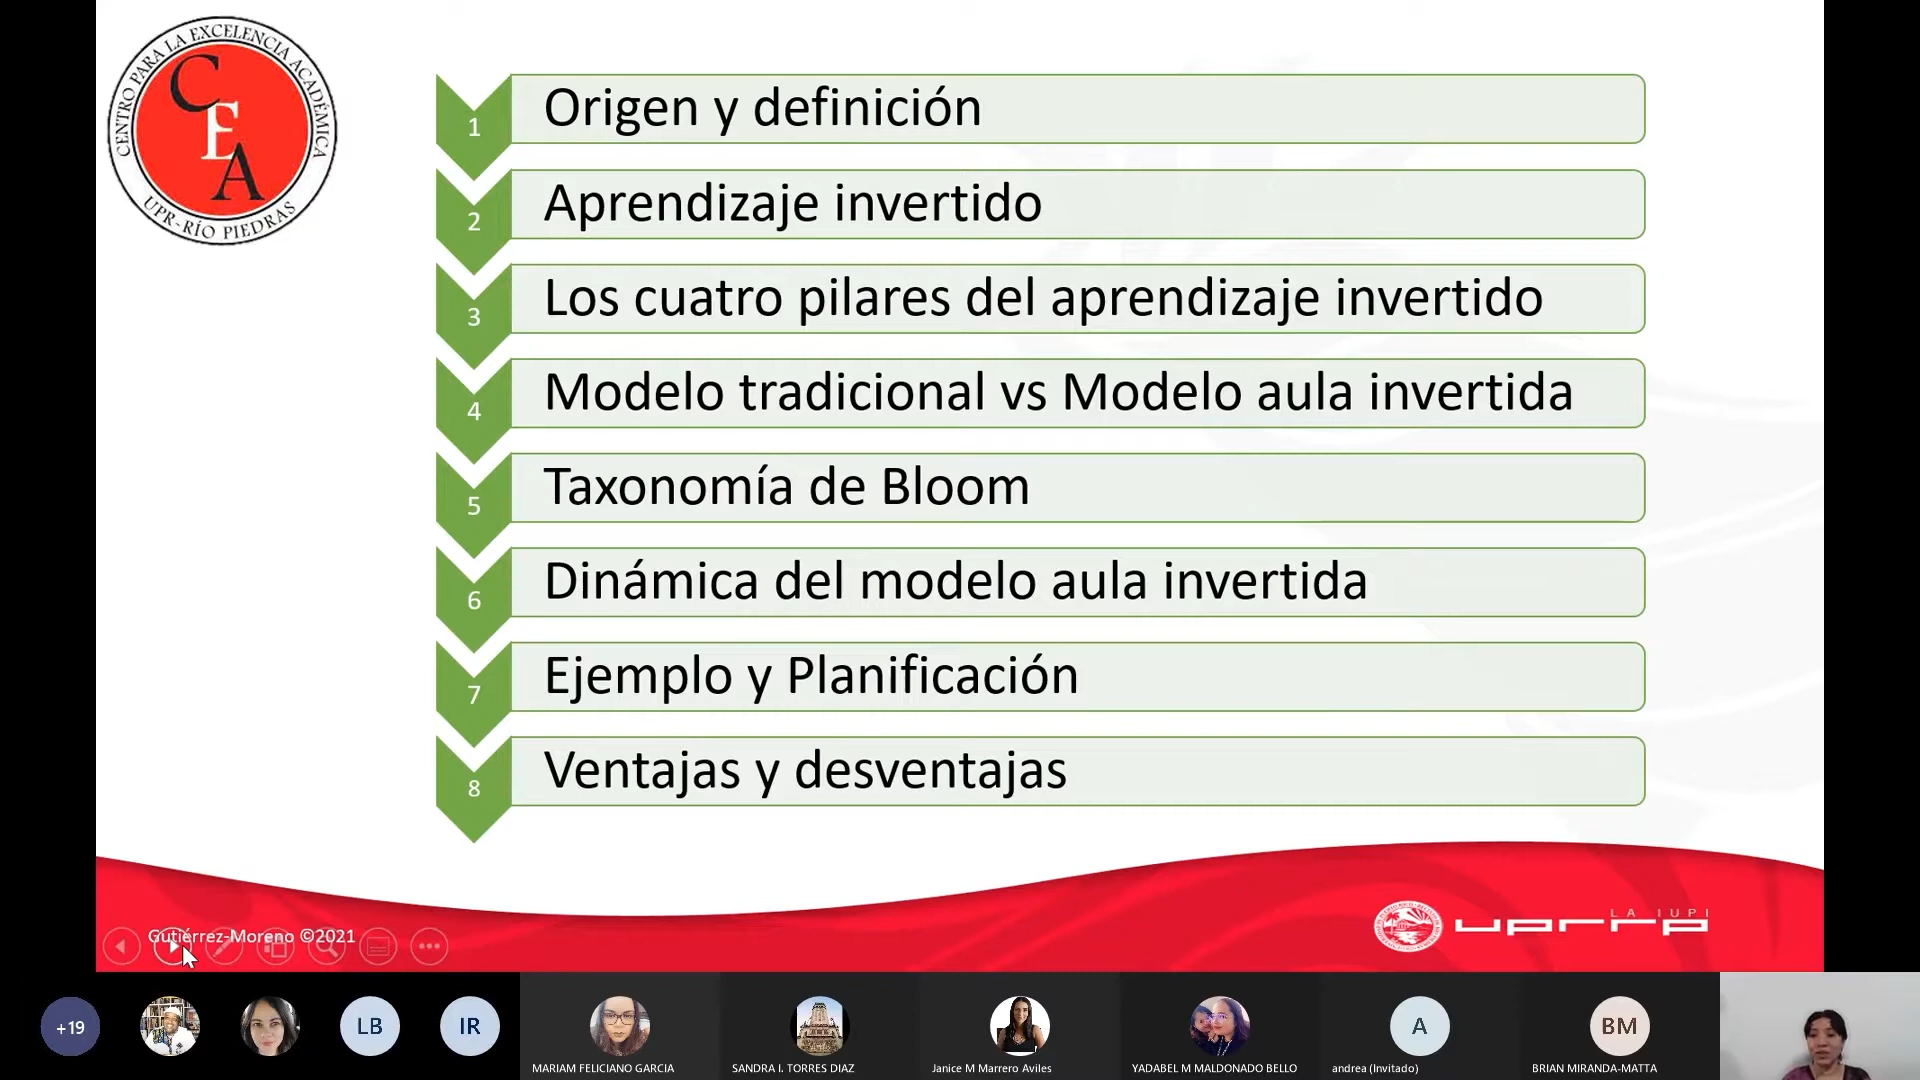 CENTRO PARA LA EXCELENCIA ACADÉMICA
CEA
UPR-RÍO PIEDRAS
1 Origen y definición
2 Aprendizaje invertido
3 Los cuatro pilares del aprendizaje invertido
4 Modelo tradicional vs Modelo aula invertida
5 Taxonomía de Bloom
6 Dinámica del modelo aula invertida
7 Ejemplo y Planificación
8 Ventajas y desventajas
Gutiérrez-Moreno ©2021
LA IUPI
uprrp
+19
LB
IR
A
BM
MARIAM FELICIANO GARCIA
SANDRA I. TORRES DIAZ
Janice M Marrero Aviles
YADABEL M MALDONADO BELLO
andrea (Invitado)
BRIAN MIRANDA-MATTA